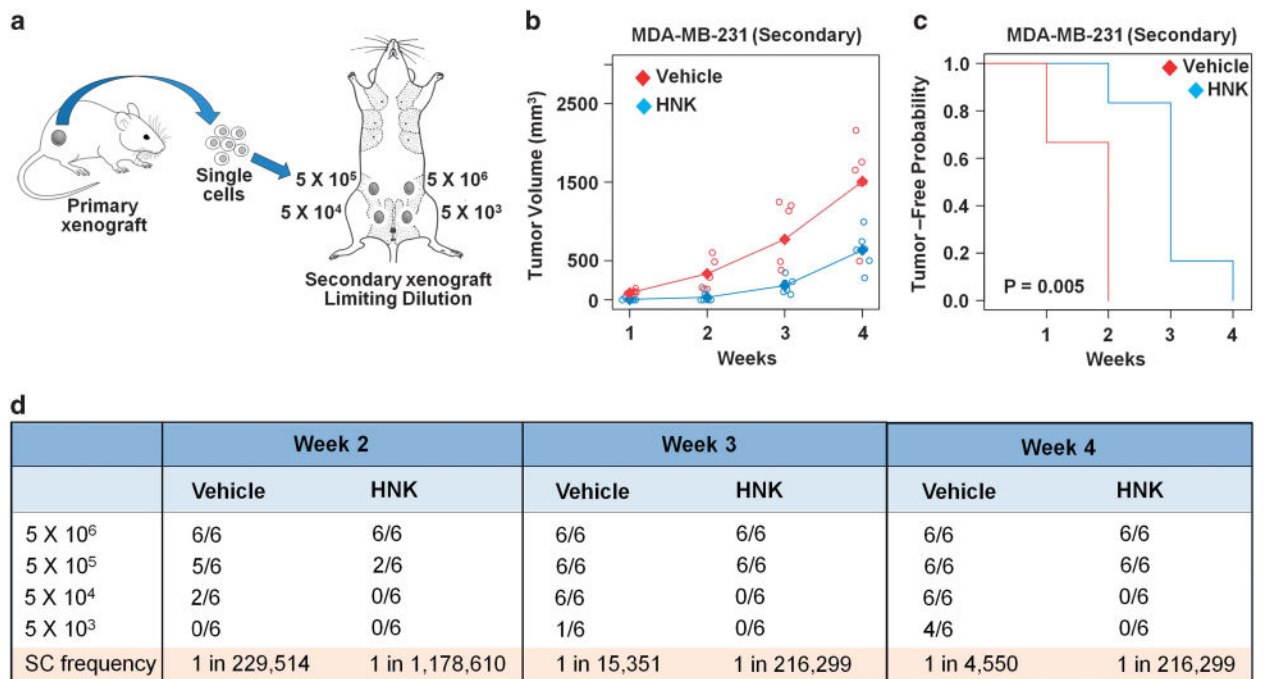 a
Primary
xenograft
Single
cells
5 X 10⁵
5 X 10⁶
5 X 10⁴
5 X 10³
Secondary xenograft
Limiting Dilution
b
MDA-MB-231 (Secondary)
Vehicle
HNK
Tumor Volume (mm³)
2500
1500
500
0
1 2 3 4
Weeks
c
MDA-MB-231 (Secondary)
Vehicle
HNK
Tumor –Free Probability
1.0
0.8
0.6
0.4
0.2
0.0
P = 0.005
1 2 3 4
Weeks
d
Week 2 Week 3 Week 4
Vehicle HNK Vehicle HNK Vehicle HNK
5 X 10⁶ 6/6 6/6 6/6 6/6 6/6 6/6
5 X 10⁵ 5/6 2/6 6/6 6/6 6/6 6/6
5 X 10⁴ 2/6 0/6 6/6 0/6 6/6 0/6
5 X 10³ 0/6 0/6 1/6 0/6 4/6 0/6
SC frequency 1 in 229,514 1 in 1,178,610 1 in 15,351 1 in 216,299 1 in 4,550 1 in 216,299